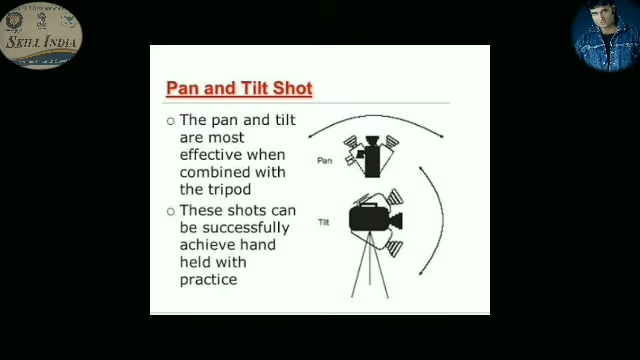 SKILL INDIA
Pan and Tilt Shot
The pan and tilt
are most
effective when
combined with
the tripod
These shots can
be successfully
achieve hand
held with
practice
Pan
Tilt